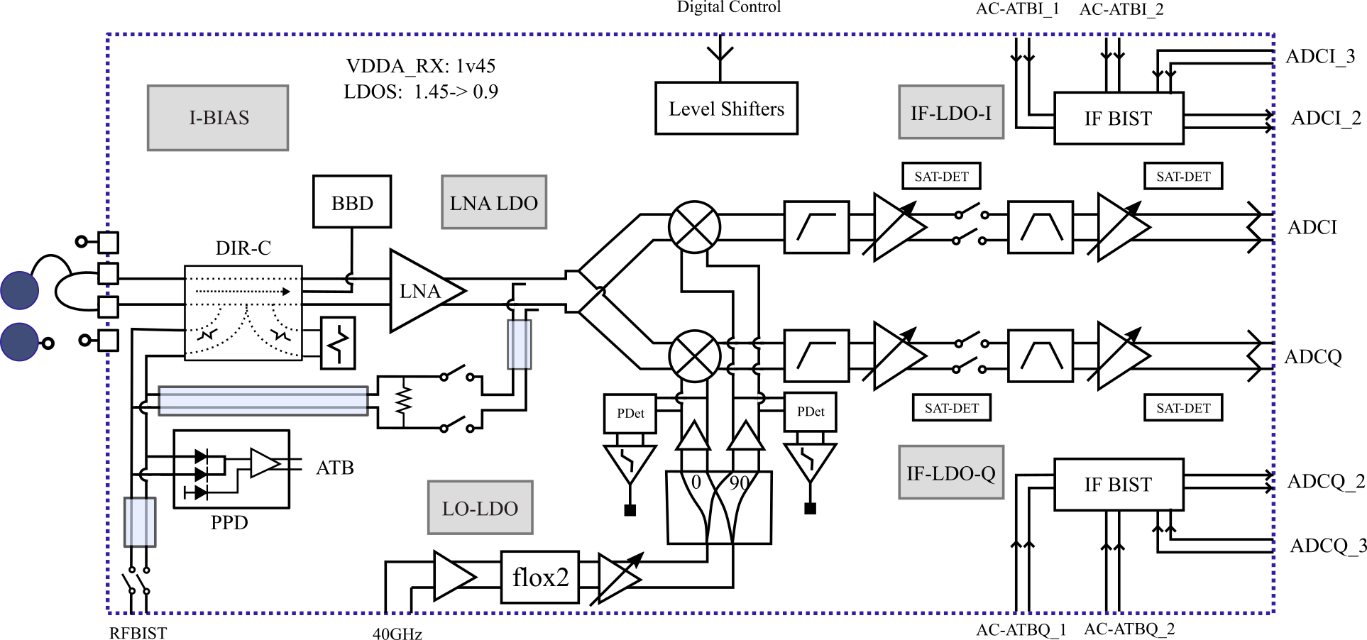 Digital Control
AC-ATBI_1
AC-ATBI_2
VDDA_RX: 1v45
LDOS: 1.45-> 0.9
ADCI_3
I-BIAS
Level Shifters
IF-LDO-I
IF BIST
ADCI_2
SAT-DET
SAT-DET
BBD
LNA LDO
ADCI
DIR-C
LNA
ADCQ
PDet
PDet
SAT-DET
SAT-DET
ATB
PPD
LO-LDO
0
90
IF-LDO-Q
IF BIST
ADCQ_2
ADCQ_3
flox2
RFBIST
40GHz
AC-ATBQ_1
AC-ATBQ_2